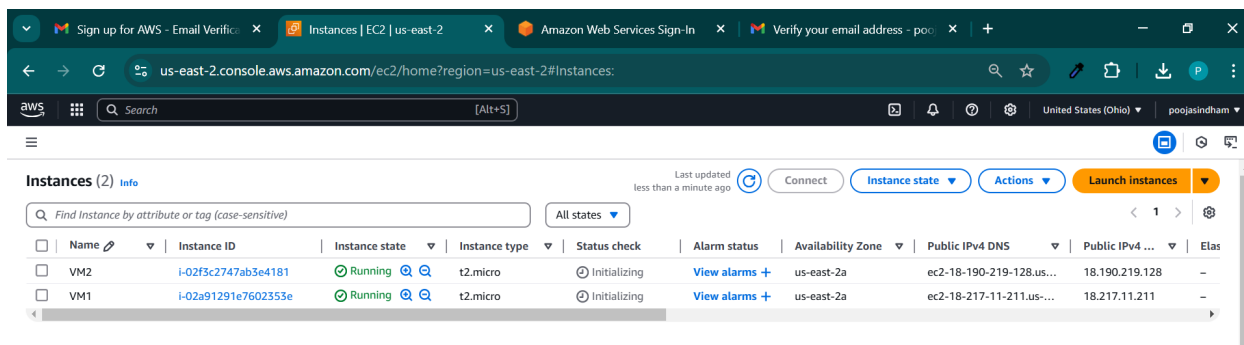 Sign up for AWS - Email Verifica
Instances | EC2 | us-east-2
Amazon Web Services Sign-In
Verify your email address - poo
us-east-2.console.aws.amazon.com/ec2/home?region=us-east-2#Instances:
P
aws
Search
[Alt+S]
United States (Ohio)
poojasindham
Instances (2) Info
Last updated
less than a minute ago
Connect
Instance state
Actions
Launch instances
Find Instance by attribute or tag (case-sensitive)
All states
1
Name Instance ID Instance state Instance type Status check Alarm status Availability Zone Public IPv4 DNS Public IPv4 ... Elas
VM2 i-02f3c2747ab3e4181 Running t2.micro Initializing View alarms + us-east-2a ec2-18-190-219-128.us... 18.190.219.128 –
VM1 i-02a91291e7602353e Running t2.micro Initializing View alarms + us-east-2a ec2-18-217-11-211.us-... 18.217.11.211 –